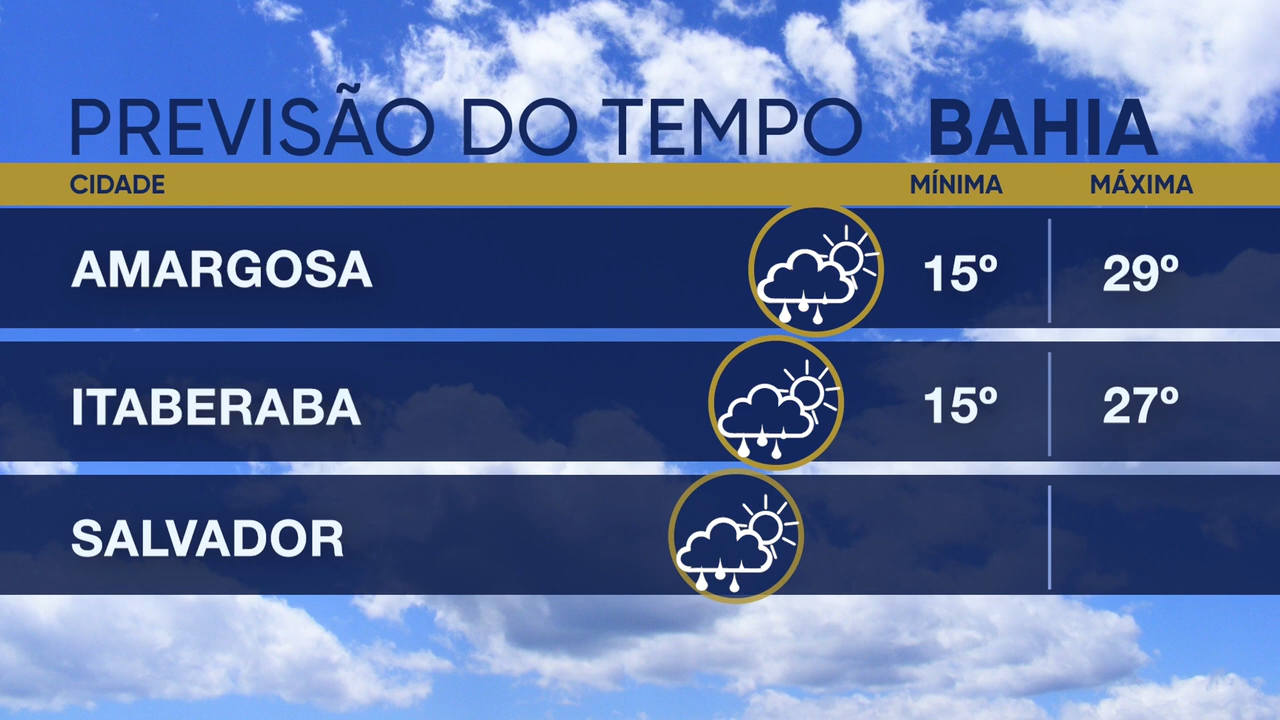 PREVISÃO DO TEMPO BAHIA
CIDADE MÍNIMA MÁXIMA
AMARGOSA 15º 29º
ITABERABA 15º 27º
SALVADOR